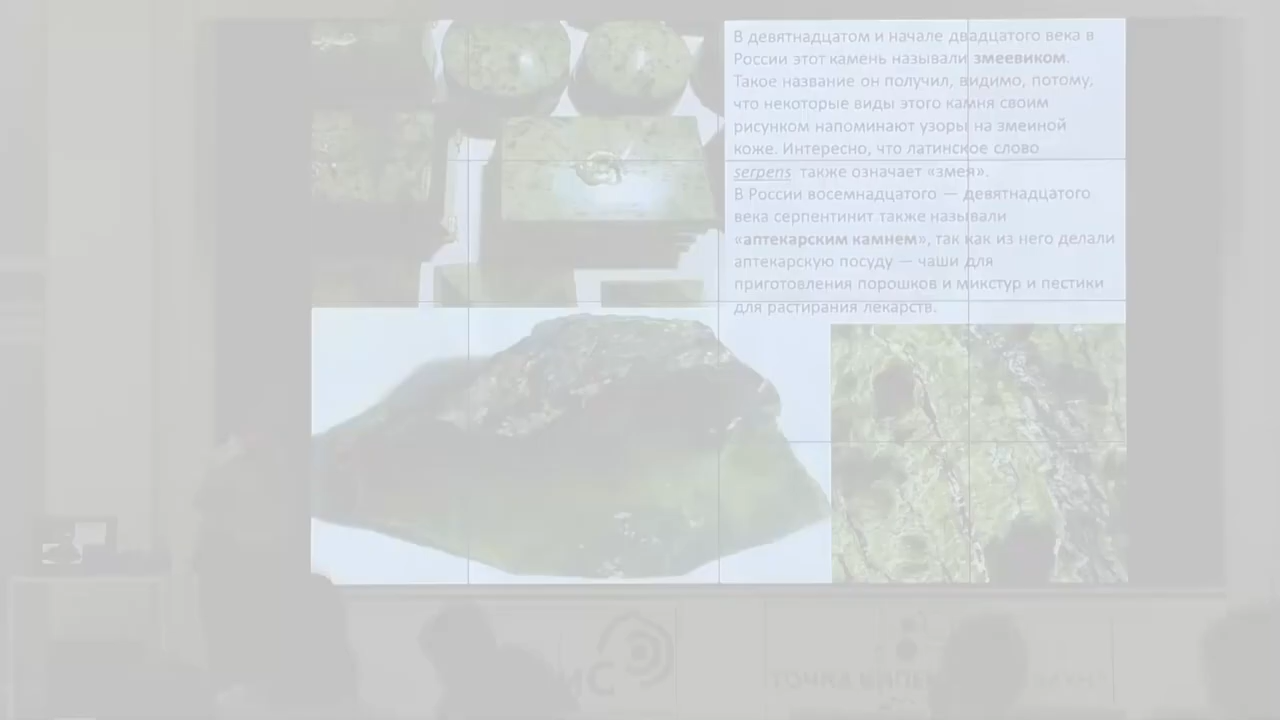 В девятнадцатом и начале двадцатого века в
России этот камень называли змеевиком.
Такое название он получил, видимо, потому,
что некоторые виды этого камня своим
рисунком напоминают узоры на змеиной
коже. Интересно, что латинское слово
serpens также означает «змея».
В России восемнадцатого — девятнадцатого
века серпентинит также называли
«аптекарским камнем», так как из него делали
аптекарскую посуду — чаши для
приготовления порошков и микстур и пестики
для растирания лекарств.
ТОЧКА